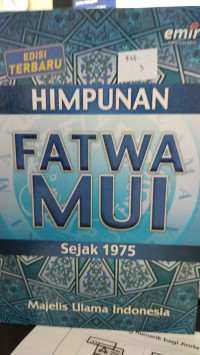 EDISI
TERBARU
emir
HIMPUNAN
FATWA
MUI
Sejak 1975
Majelis Ulama Indonesia